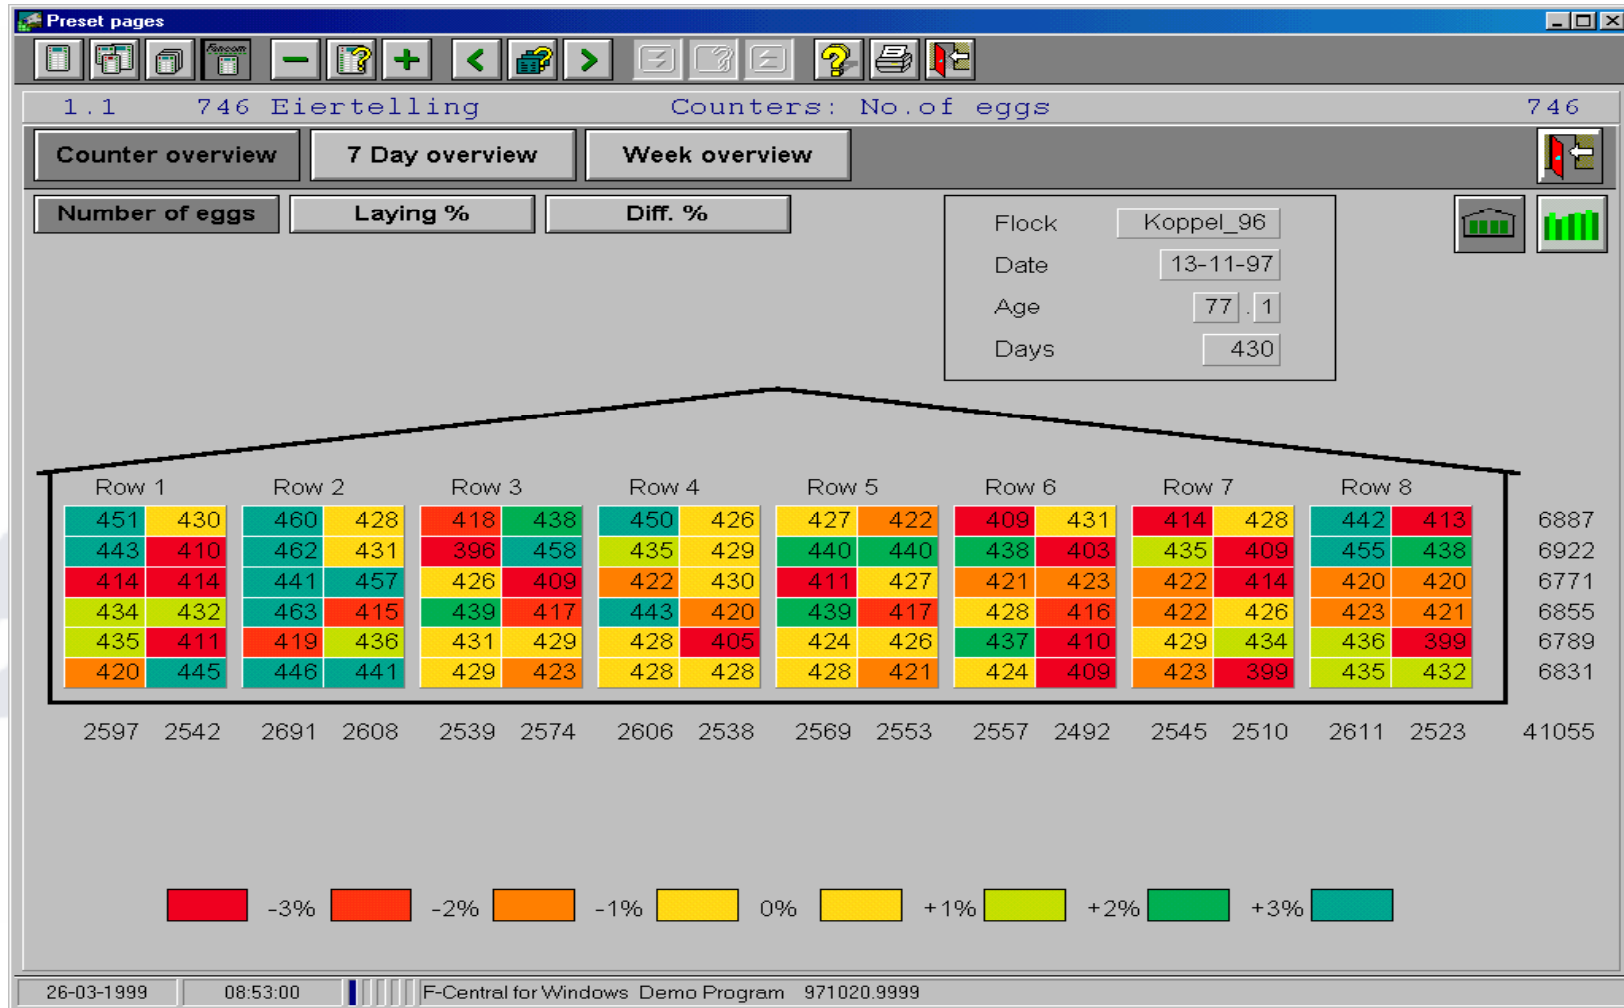 Preset pages
Fancom
1.1 746 Eiertelling Counters: No.of eggs 746
Counter overview 7 Day overview Week overview
Number of eggs Laying % Diff. %
Flock Koppel_96
Date 13-11-97
Age 77 . 1
Days 430
Row 1 Row 2 Row 3 Row 4 Row 5 Row 6 Row 7 Row 8
451 430 460 428 418 438 450 426 427 422 409 431 414 428 442 413 6887
443 410 462 431 396 458 435 429 440 440 438 403 435 409 455 438 6922
414 414 441 457 426 409 422 430 411 427 421 423 422 414 420 420 6771
434 432 463 415 439 417 443 420 439 417 428 416 422 426 423 421 6855
435 411 419 436 431 429 428 405 424 426 437 410 429 434 436 399 6789
420 445 446 441 429 423 428 428 428 421 424 409 423 399 435 432 6831
2597 2542 2691 2608 2539 2574 2606 2538 2569 2553 2557 2492 2545 2510 2611 2523 41055
-3% -2% -1% 0% +1% +2% +3%
26-03-1999 08:53:00 F-Central for Windows Demo Program 971020.9999